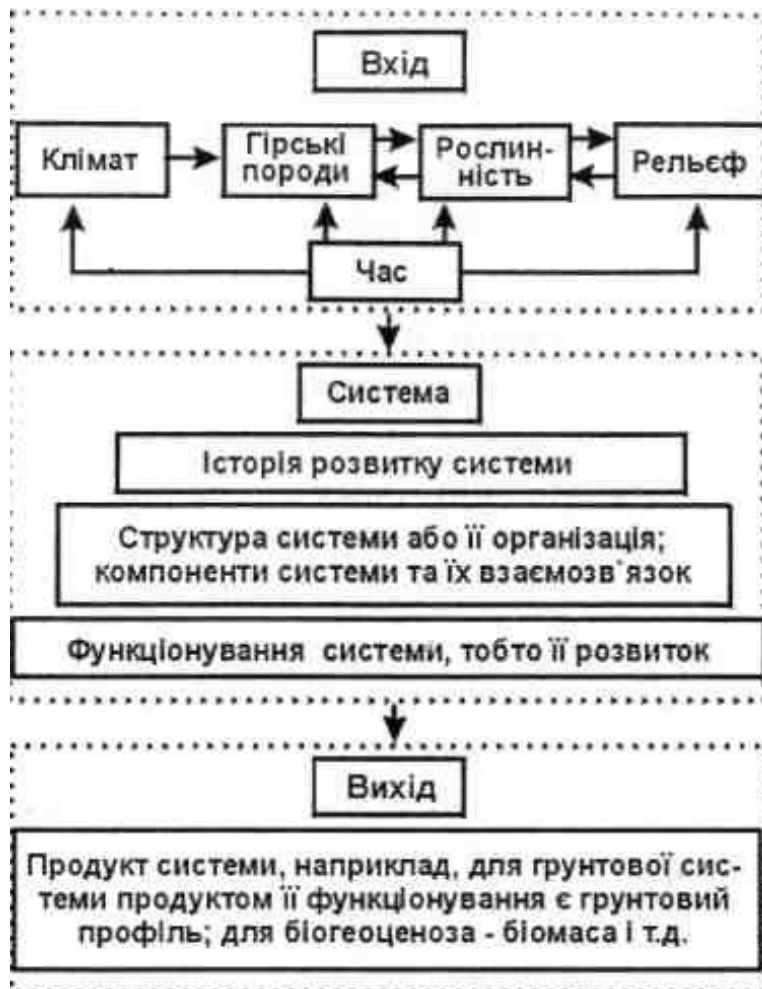 Вхід
Клімат
Гірські
породи
Рослин-
ність
Рельєф
Час
Система
Історія розвитку системи
Структура системи або її організація;
компоненти системи та їх взаємозв`язок
Функціонування системи, тобто її розвиток
Вихід
Продукт системи, наприклад, для грунтової сис-
теми продуктом її функціонування є грунтовий
профіль; для біогеоценоза - біомаса і т.д.